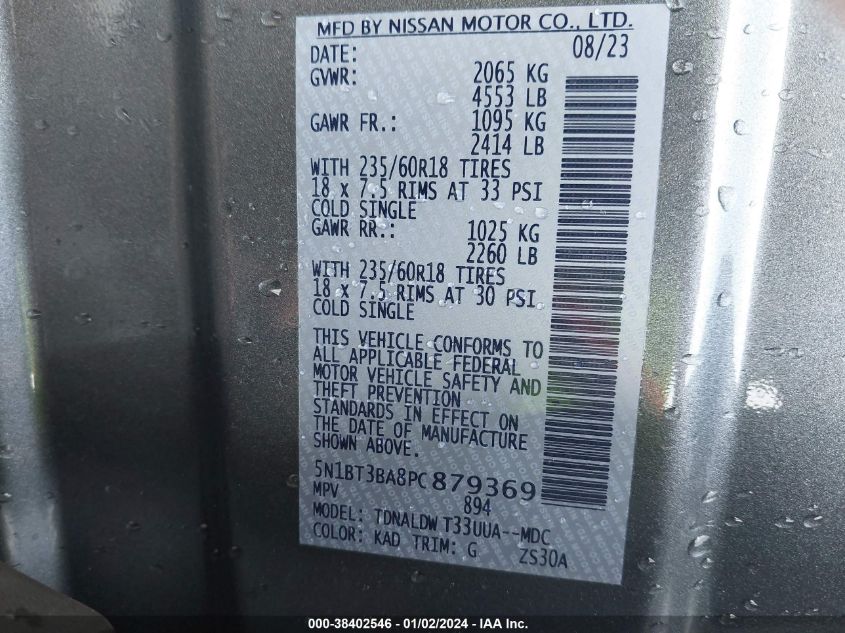 MFD BY NISSAN MOTOR CO., LTD.
DATE: 08/23
GVWR: 2065 KG
4553 LB
GAWR FR.: 1095 KG
2414 LB
WITH 235/60R18 TIRES
18 x 7.5 RIMS AT 33 PSI
COLD SINGLE
GAWR RR.: 1025 KG
2260 LB
WITH 235/60R18 TIRES
18 x 7.5 RIMS AT 30 PSI
COLD SINGLE
THIS VEHICLE CONFORMS TO
ALL APPLICABLE FEDERAL
MOTOR VEHICLE SAFETY AND
THEFT PREVENTION
STANDARDS IN EFFECT ON
THE DATE OF MANUFACTURE
SHOWN ABOVE.
5N1BT3BA8PC879369
MPV 894
MODEL: TDNALDW T33UUA--MDC
COLOR: KAD TRIM: G ZS30A
000-38402546 - 01/02/2024 - IAA Inc.